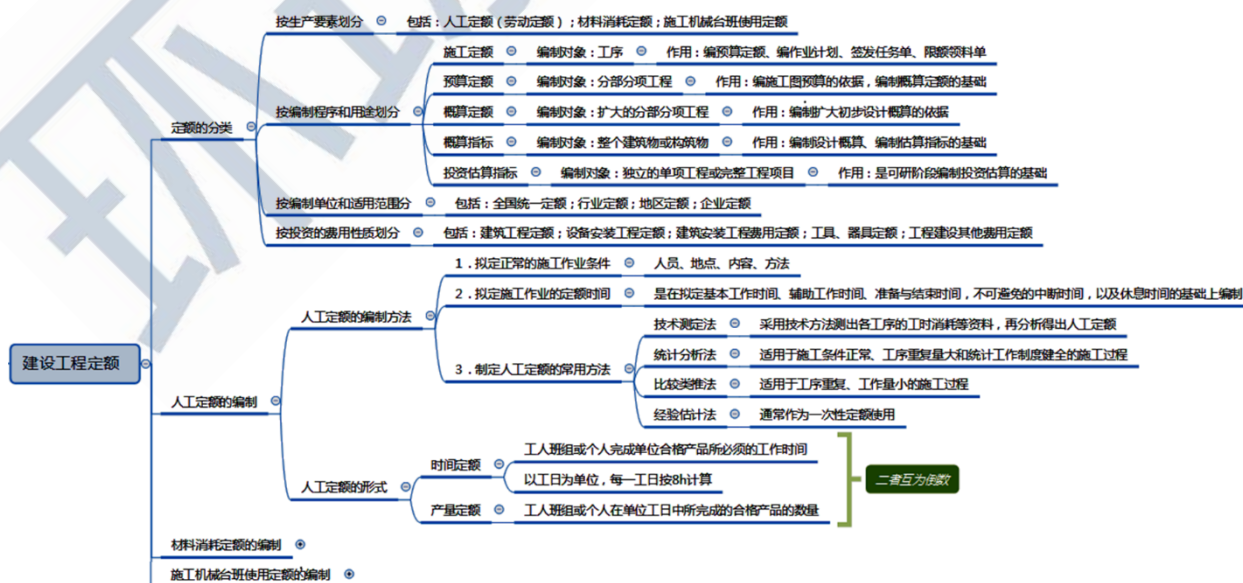 按生产要素划分 包括：人工定额（劳动定额）；材料消耗定额；施工机械台班使用定额
施工定额 编制对象：工序 作用：编预算定额、编作业计划、签发任务单、限额领料单
预算定额 编制对象：分部分项工程 作用：编施工图预算的依据，编制概算定额的基础
按编制程序和用途划分 概算定额 编制对象：扩大的分部分项工程 作用：编制扩大初步设计概算的依据
定额的分类
概算指标 编制对象：整个建筑物或构筑物 作用：编制设计概算、编制估算指标的基础
投资估算指标 编制对象：独立的单项工程或完整工程项目 作用：是可研阶段编制投资估算的基础
按编制单位和适用范围分 包括：全国统一定额；行业定额；地区定额；企业定额
按投资的费用性质划分 包括：建筑工程定额；设备安装工程定额；建筑安装工程费用定额；工具、器具定额；工程建设其他费用定额
1．拟定正常的施工作业条件 人员、地点、内容、方法
2．拟定施工作业的定额时间 是在拟定基本工作时间、辅助工作时间、准备与结束时间，不可避免的中断时间，以及休息时间的基础上编制
人工定额的编制方法
技术测定法 采用技术方法测出各工序的工时消耗等资料，再分析得出人工定额
统计分析法 适用于施工条件正常、工序重复量大和统计工作制度健全的施工过程
建设工程定额
3．制定人工定额的常用方法
比较类推法 适用于工序重复、工作量小的施工过程
人工定额的编制
经验估计法 通常作为一次性定额使用
工人班组或个人完成单位合格产品所必须的工作时间
时间定额
以工日为单位，每一工日按8h计算
二者互为倒数
人工定额的形式
产量定额 工人班组或个人在单位工日中所完成的合格产品的数量
材料消耗定额的编制
施工机械台班使用定额的编制